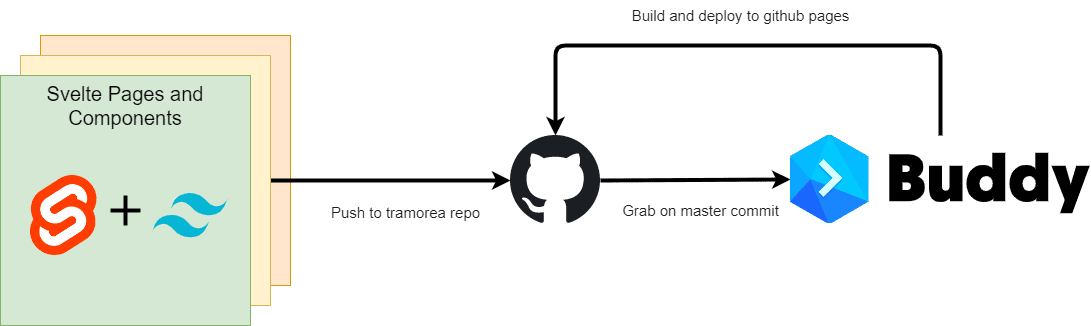 Build and deploy to github pages
Svelte Pages and
Components
Push to tramorea repo
Grab on master commit
Buddy